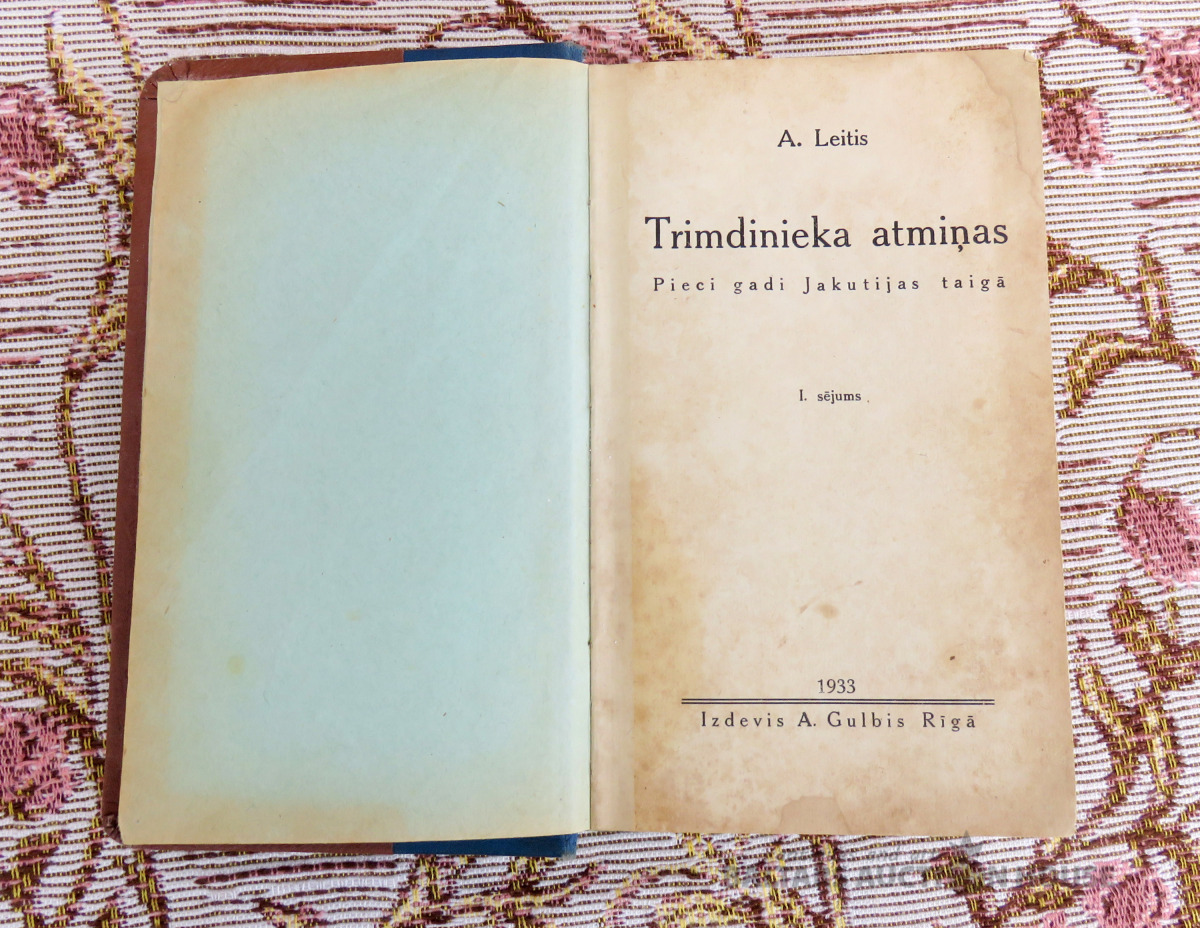 A. Leitis
Trimdinieka atmiņas
Pieci gadi Jakutijas taigā
I. sējums
1933
Izdevis A. Gulbis Rīgā